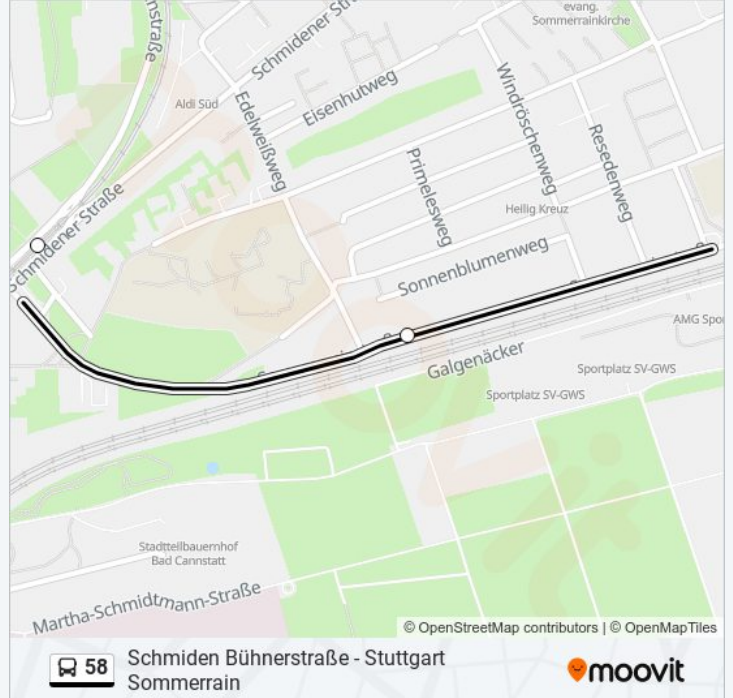 nstraße
Schmidener Str
evang.
Sommerrainkirche
Aldi Süd
Eisenhutweg
Windröschenweg
Edelweißweg
Resedenweg
Primelesweg
Schmidener Straße
Heilig Kreuz
Sonnenblumenweg
AMG Spo
Galgenäcker
Sportplatz SV-GWS
Sportplatz SV-GWS
Stadtteilbauernhof
Bad Cannstatt
Martha-Schmidtmann-Straße
© OpenStreetMap contributors | © OpenMapTiles
58
Schmiden Bühnerstraße - Stuttgart
Sommerrain
moovit